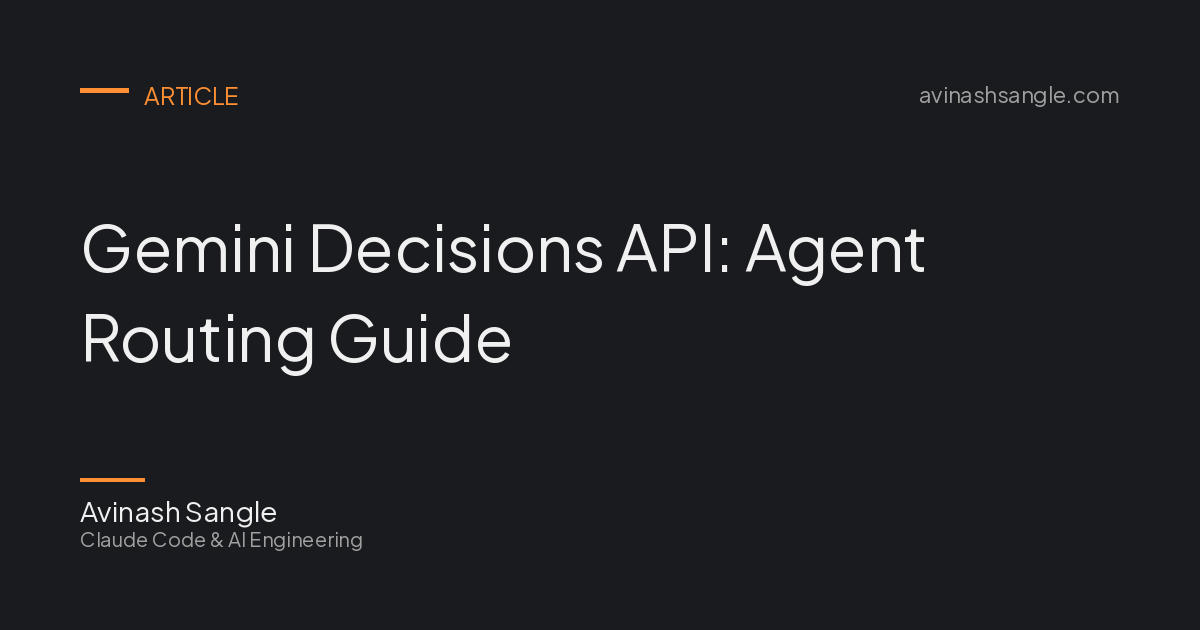 ARTICLE
avinashsangle.com
Gemini Decisions API: Agent
Routing Guide
Avinash Sangle
Claude Code & AI Engineering